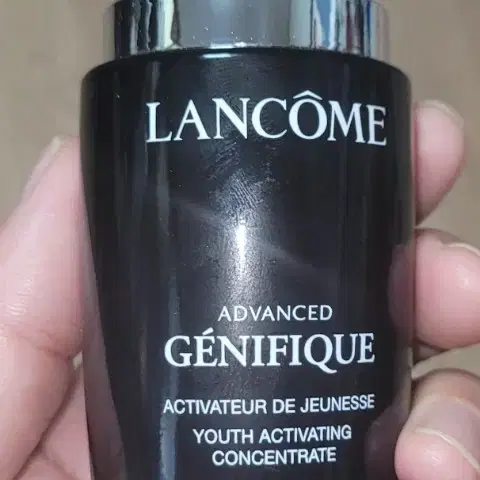 LANCÔME
ADVANCED
GÉNIFIQUE
ACTIVATEUR DE JEUNESSE
YOUTH ACTIVATING
CONCENTRATE